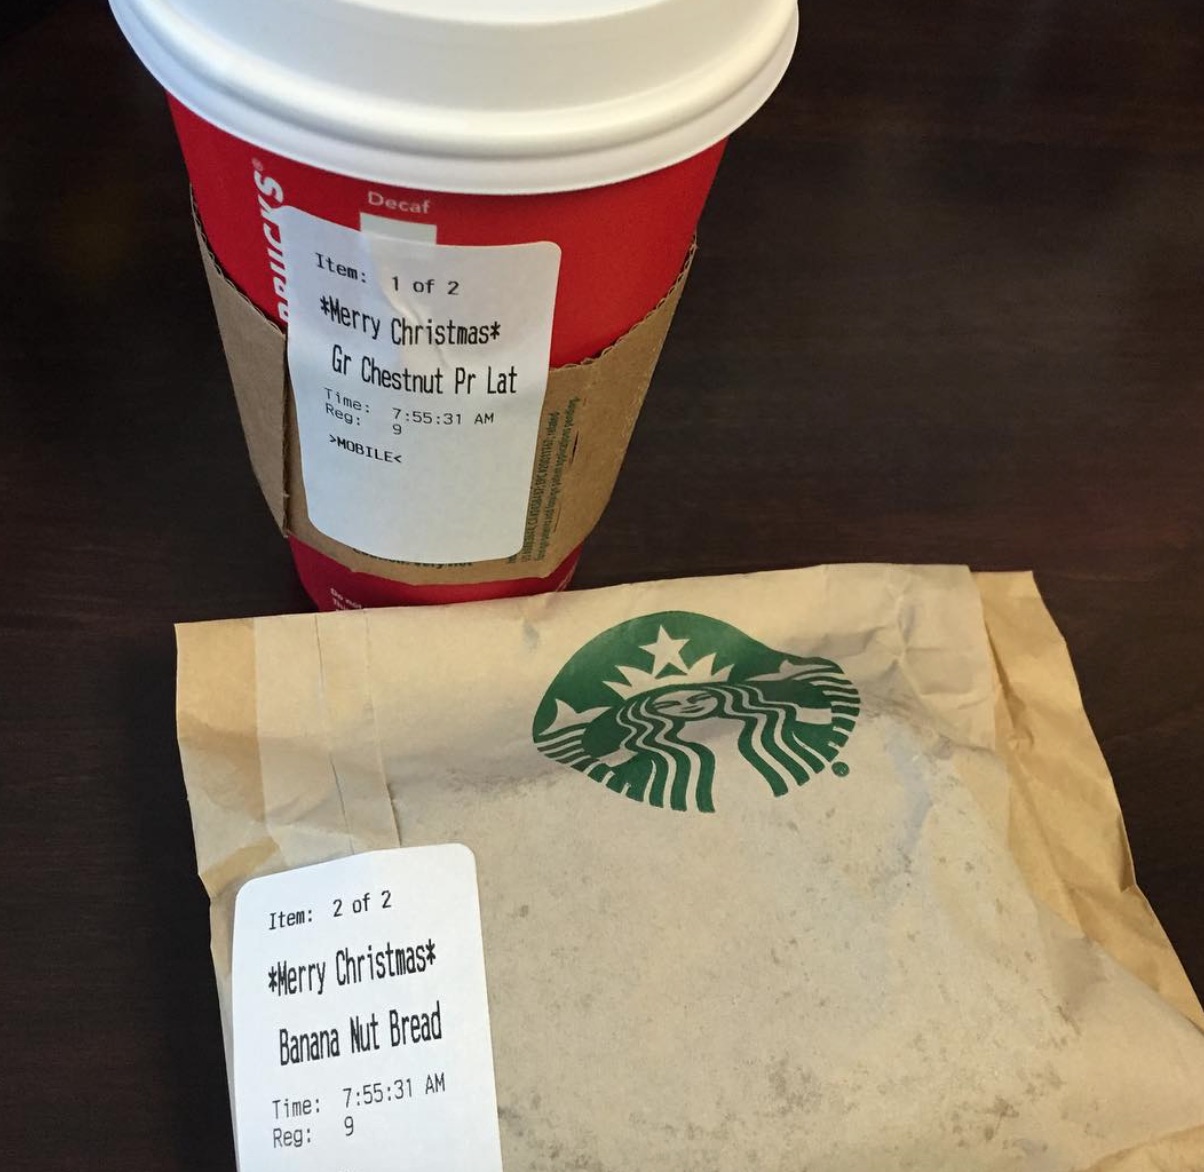 Decaf
Item: 1 of 2
*Merry Christmas*
Gr Chestnut Pr Lat
Time: 7:55:31 AM
Reg: 9
>MOBILE<
Item: 2 of 2
*Merry Christmas*
Banana Nut Bread
Time: 7:55:31 AM
Reg: 9